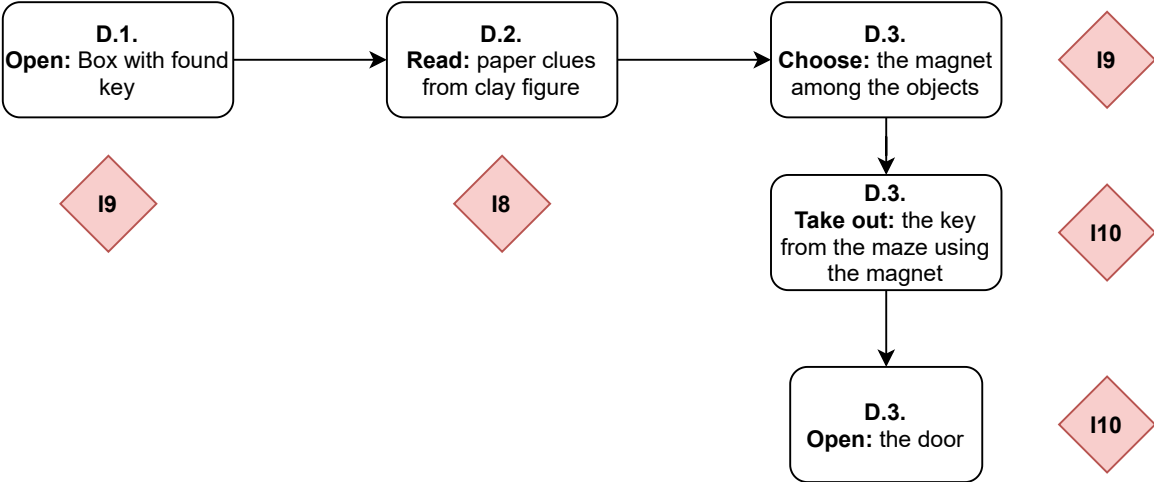 D.1.
Open: Box with found
key
D.2.
Read: paper clues
from clay figure
D.3.
Choose: the magnet
among the objects
I9
I9
I8
D.3.
Take out: the key
from the maze using
the magnet
I10
D.3.
Open: the door
I10